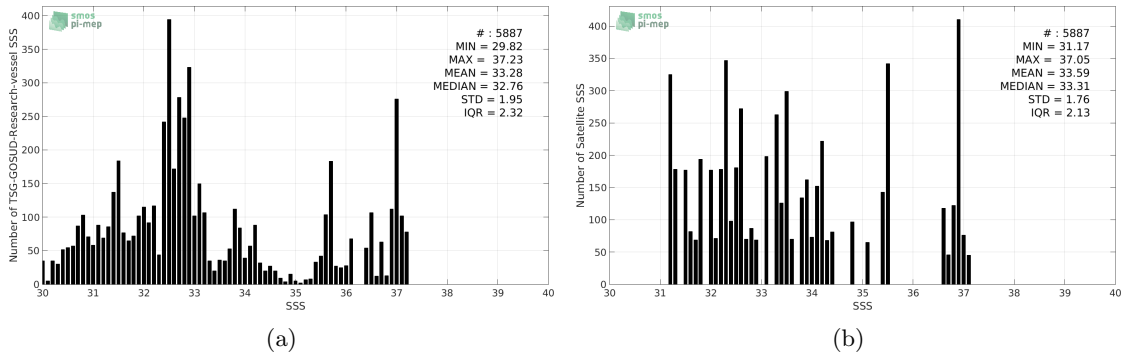 smos
pi-mep
Number of TSG-GOSUD-Research-vessel SSS
400
350
300
250
200
150
100
50
0
# : 5887
MIN = 29.82
MAX = 37.23
MEAN = 33.28
MEDIAN = 32.76
STD = 1.95
IQR = 2.32
30 31 32 33 34 35 36 37 38 39 40
SSS
(a)
smos
pi-mep
Number of Satellite SSS
400
350
300
250
200
150
100
50
0
# : 5887
MIN = 31.17
MAX = 37.05
MEAN = 33.59
MEDIAN = 33.31
STD = 1.76
IQR = 2.13
30 31 32 33 34 35 36 37 38 39 40
SSS
(b)